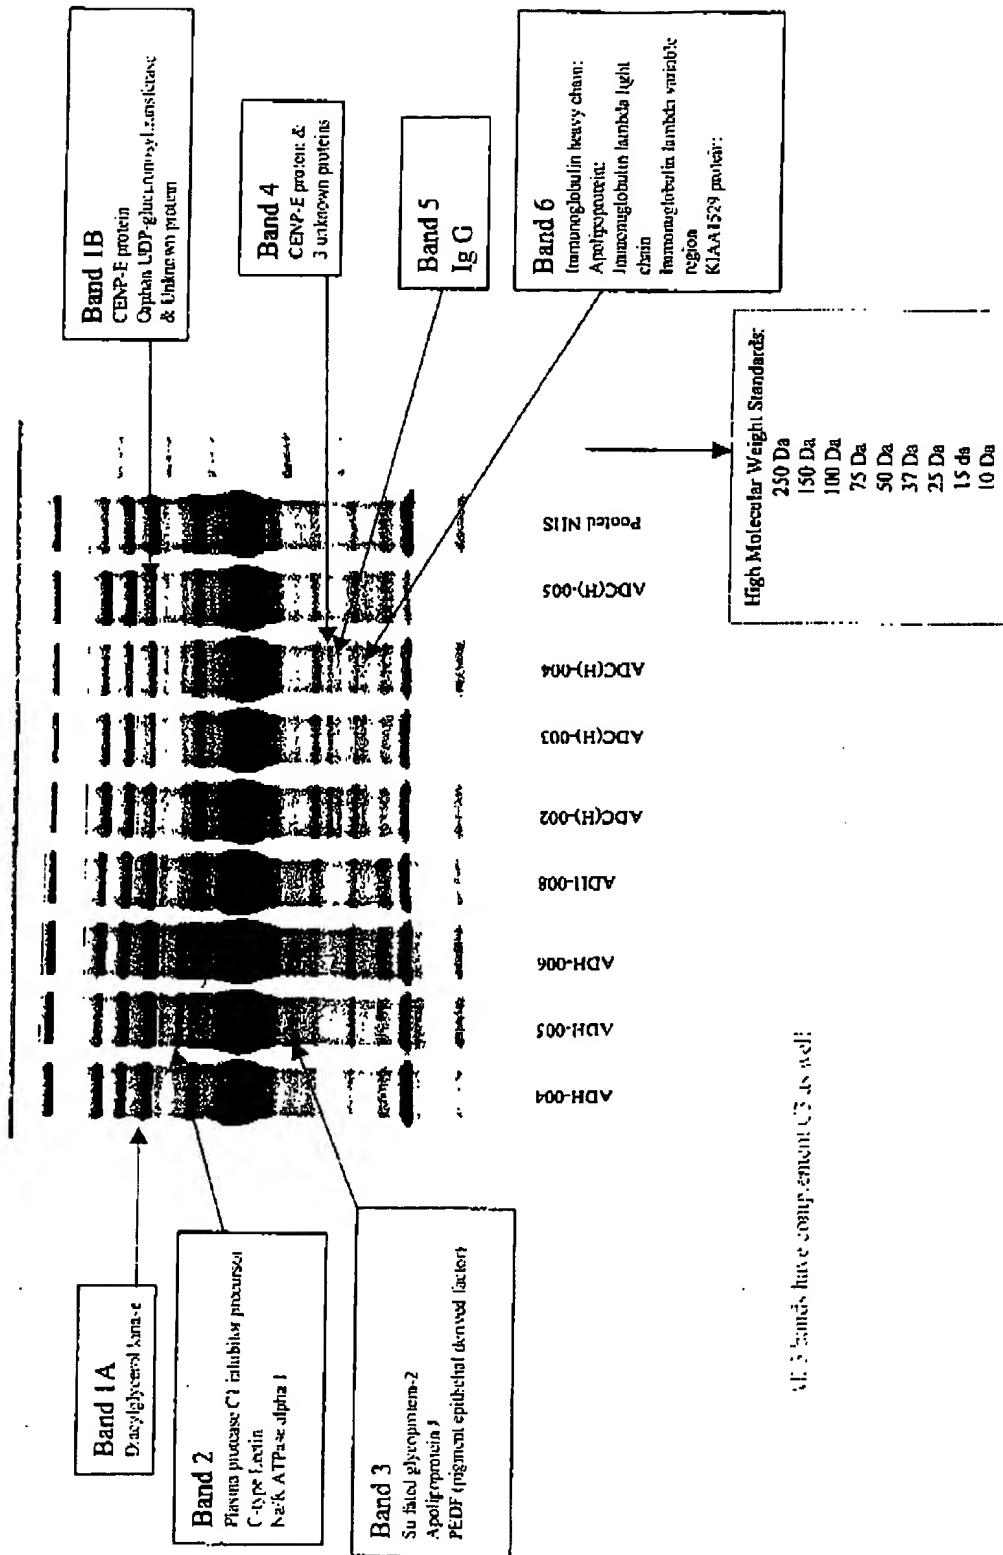 Band 1A
Diacylglycerol kinase
Band 2
Plasma protease C1 inhibitor precursor
C-type Lectin
Na/K ATPase alpha 1
Band 3
Sulfated glycoprotein-2
Apolipoprotein J
PEDF (pigment epithelial derived factor)
Band 1B
CENP-E protein
Orphan UDP-glucuronosyltransferase
& Unknown protein
Band 4
CENP-E protein &
3 unknown proteins
Band 5
Ig G
Band 6
Immunoglobulin heavy chain:
Apolipoprotein:
Immunoglobulin lambda light
chain
Immunoglobulin lambda variable
region
KIAA1529 protein:
ADH-004
ADH-005
ADH-006
ADH-008
ADC(H)-002
ADC(H)-003
ADC(H)-004
ADC(H)-005
Pooled NHS
High Molecular Weight Standards:
250 Da
150 Da
100 Da
75 Da
50 Da
37 Da
25 Da
15 da
10 Da
bands have complement C3 as well